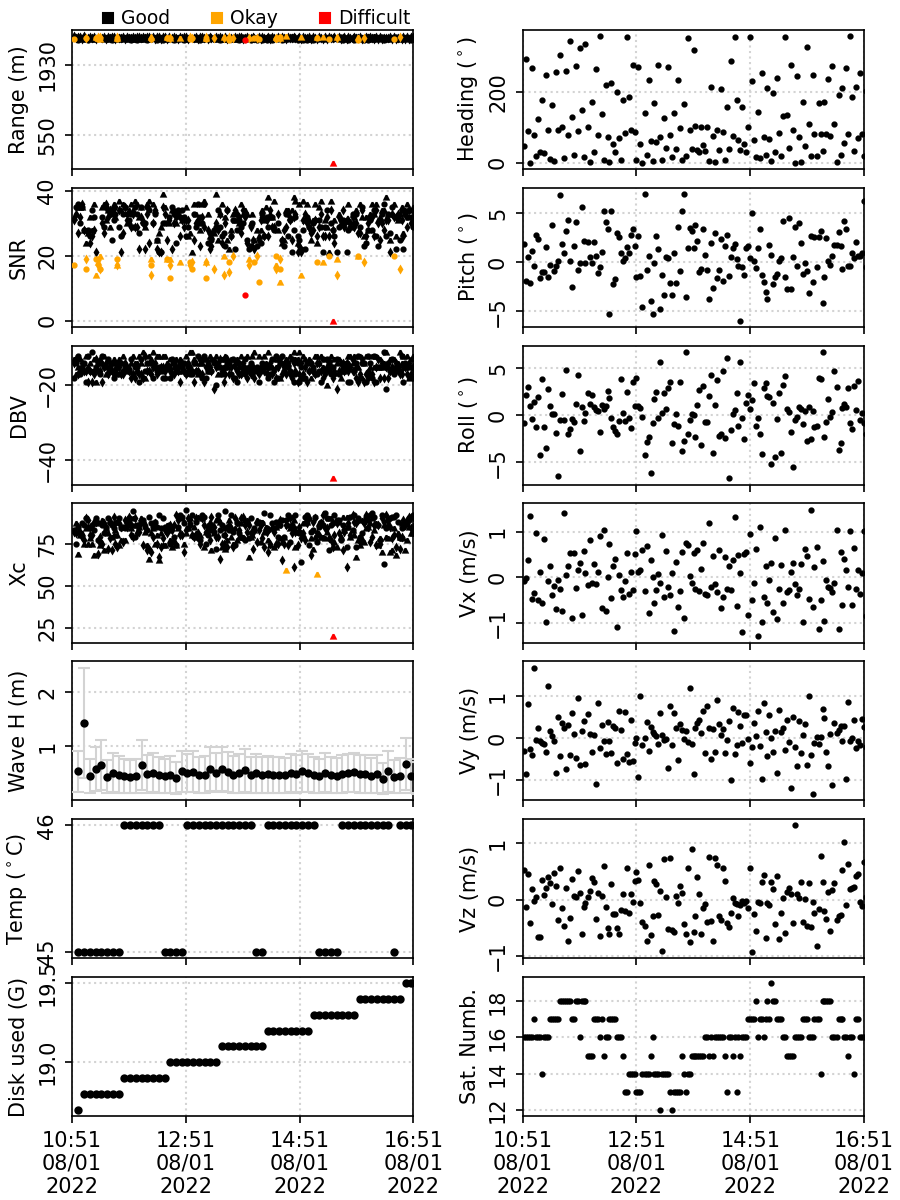 Good Okay Difficult
Range (m)
1930
550
Heading (°)
200
0
SNR
40
20
0
Pitch (°)
5
0
−5
DBV
−20
−40
Roll (°)
5
0
−5
Xc
75
50
25
Vx (m/s)
1
0
−1
Wave H (m)
2
1
Vy (m/s)
1
0
−1
Temp (°C)
46
45
Vz (m/s)
1
0
−1
Disk used (G)
19.5
19.0
Sat. Numb.
18
16
14
12
10:51 12:51 14:51 16:51
08/01 08/01 08/01 08/01
2022 2022 2022 2022
10:51 12:51 14:51 16:51
08/01 08/01 08/01 08/01
2022 2022 2022 2022